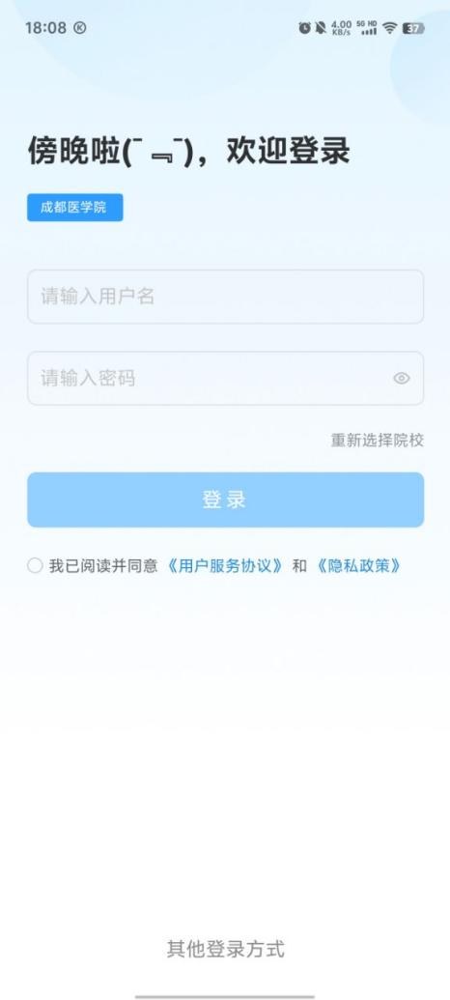 18:08
4.00 KB/s 5G HD 37
傍晚啦(¯﹃¯)，欢迎登录
成都医学院
请输入用户名
请输入密码
重新选择院校
登录
我已阅读并同意《用户服务协议》和《隐私政策》
其他登录方式